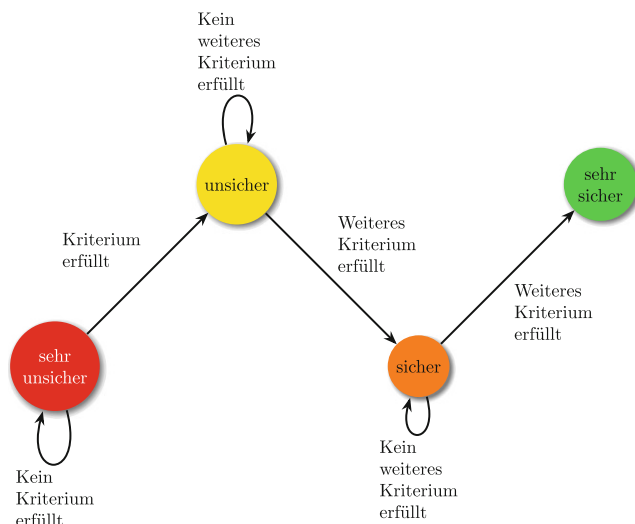 Kein
weiteres
Kriterium
erfüllt
unsicher
sehr
sicher
Kriterium
erfüllt
Weiteres
Kriterium
erfüllt
Weiteres
Kriterium
erfüllt
sehr
unsicher
sicher
Kein
Kriterium
erfüllt
Kein
weiteres
Kriterium
erfüllt